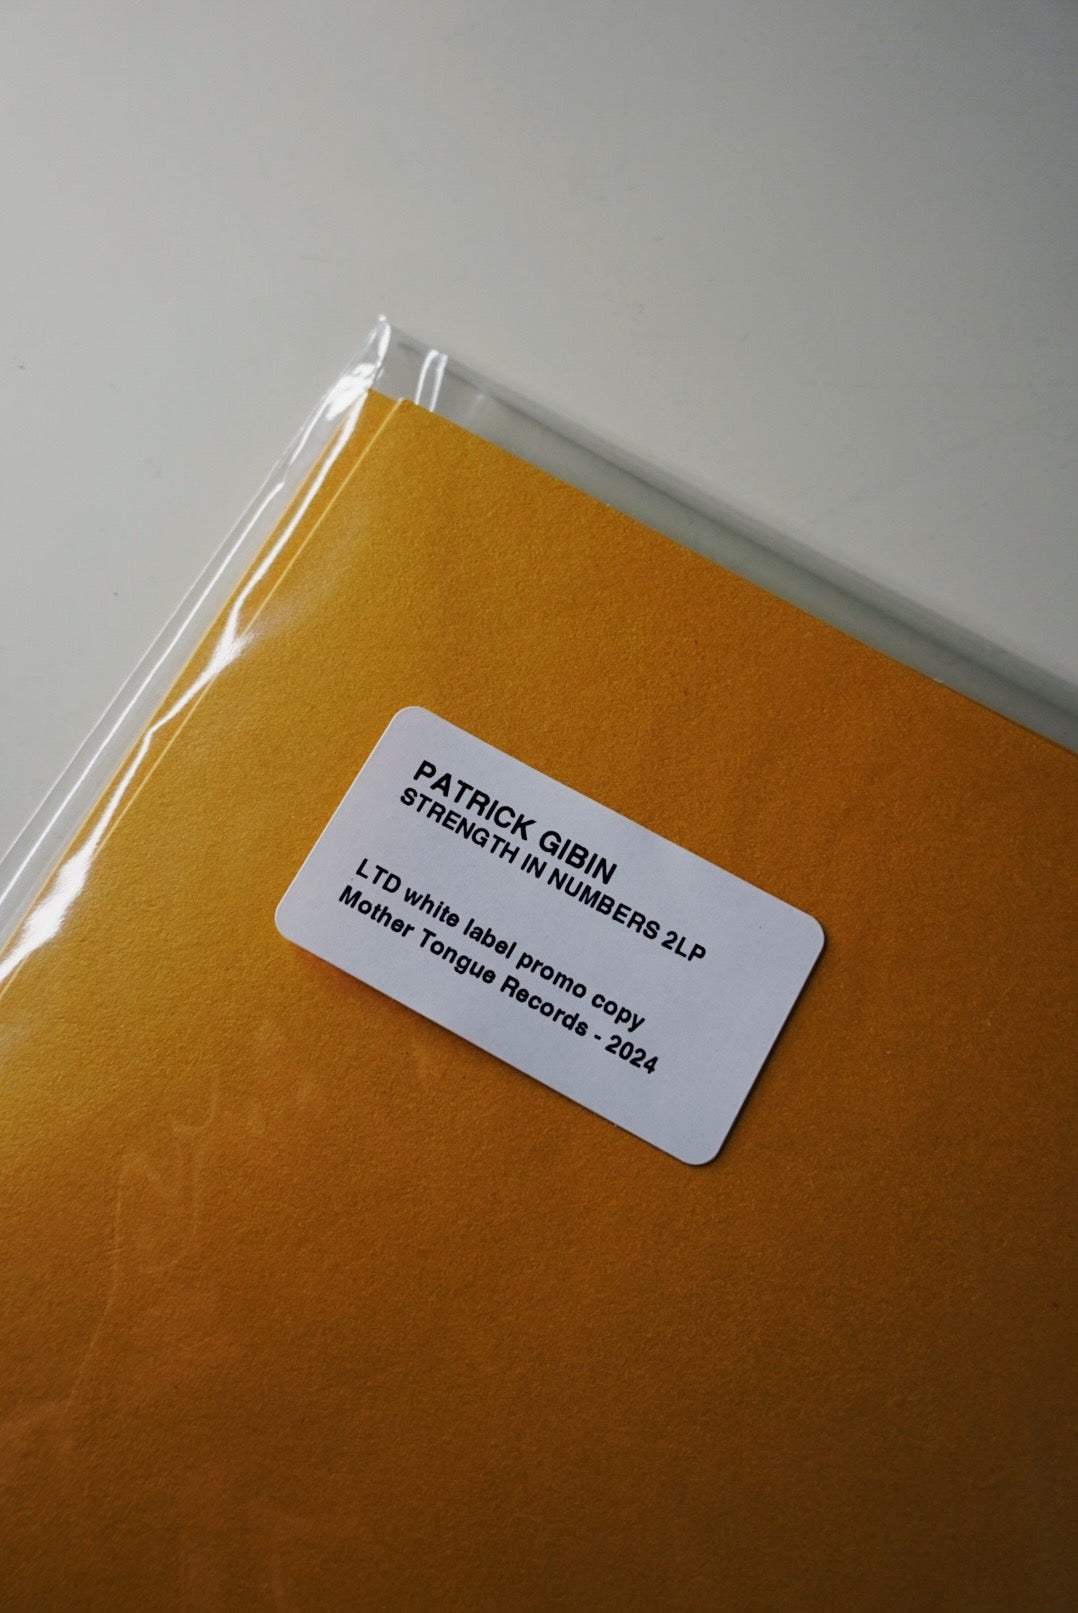 PATRICK GIBIN
STRENGTH IN NUMBERS 2LP
LTD white label promo copy
Mother Tongue Records - 2024